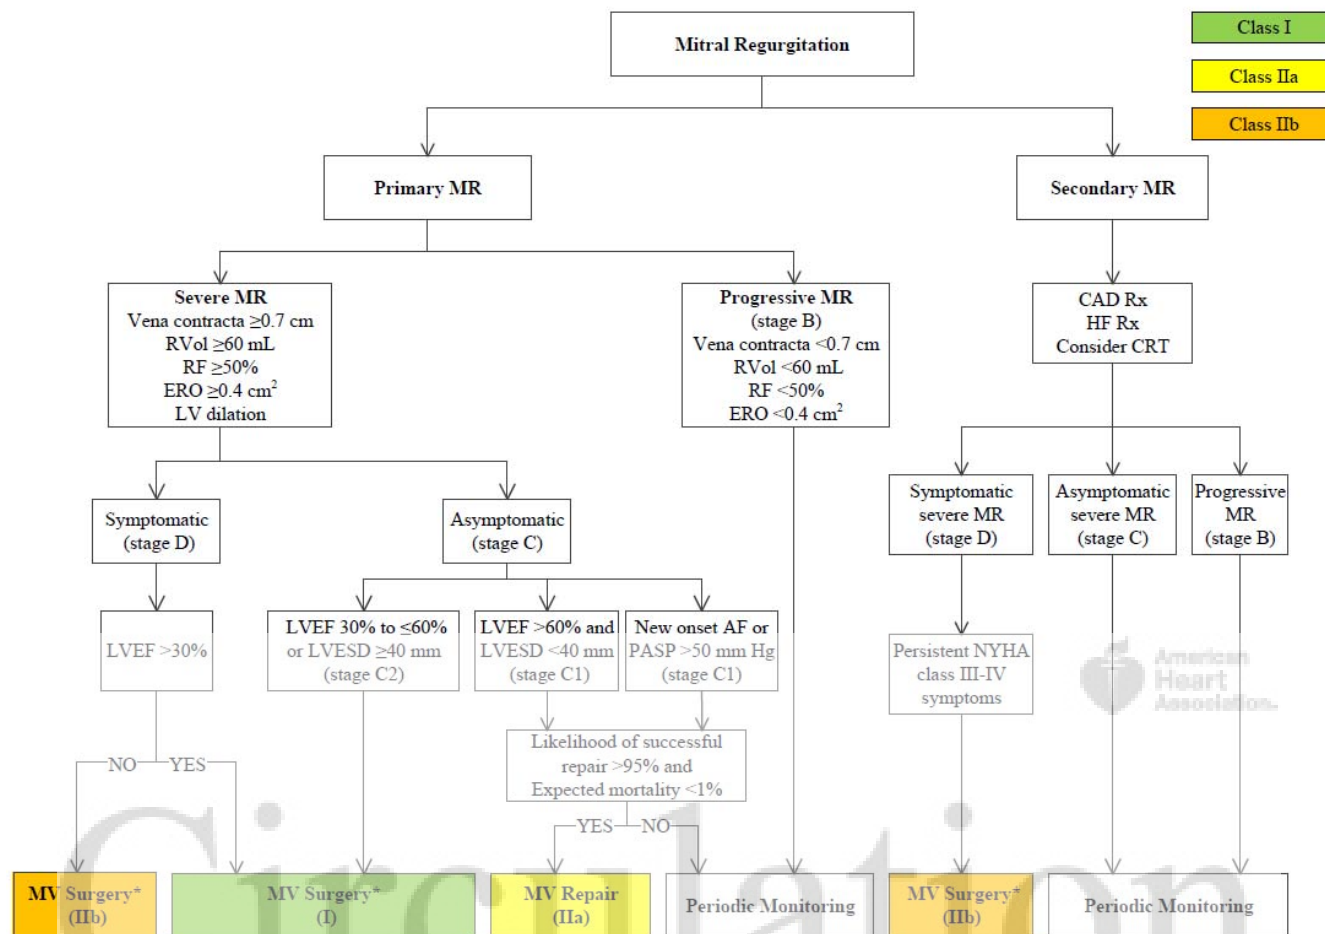 Mitral Regurgitation
Class I
Class IIa
Class IIb
Primary MR
Secondary MR
Severe MR
Vena contracta ≥0.7 cm
RVol ≥60 mL
RF ≥50%
ERO ≥0.4 cm²
LV dilation
Progressive MR
(stage B)
Vena contracta <0.7 cm
RVol <60 mL
RF <50%
ERO <0.4 cm²
CAD Rx
HF Rx
Consider CRT
Symptomatic
(stage D)
Asymptomatic
(stage C)
Symptomatic
severe MR
(stage D)
Asymptomatic
severe MR
(stage C)
Progressive
MR
(stage B)
LVEF >30%
LVEF 30% to ≤60%
or LVESD ≥40 mm
(stage C2)
LVEF >60% and
LVESD <40 mm
(stage C1)
New onset AF or
PASP >50 mm Hg
(stage C1)
Persistent NYHA
class III-IV
symptoms
American
Heart
Association
Likelihood of successful
repair >95% and
Expected mortality <1%
NO
YES
YES
NO
Circulation
MV Surgery*
(IIb)
MV Surgery*
(I)
MV Repair
(IIa)
Periodic Monitoring
MV Surgery*
(IIb)
Periodic Monitoring